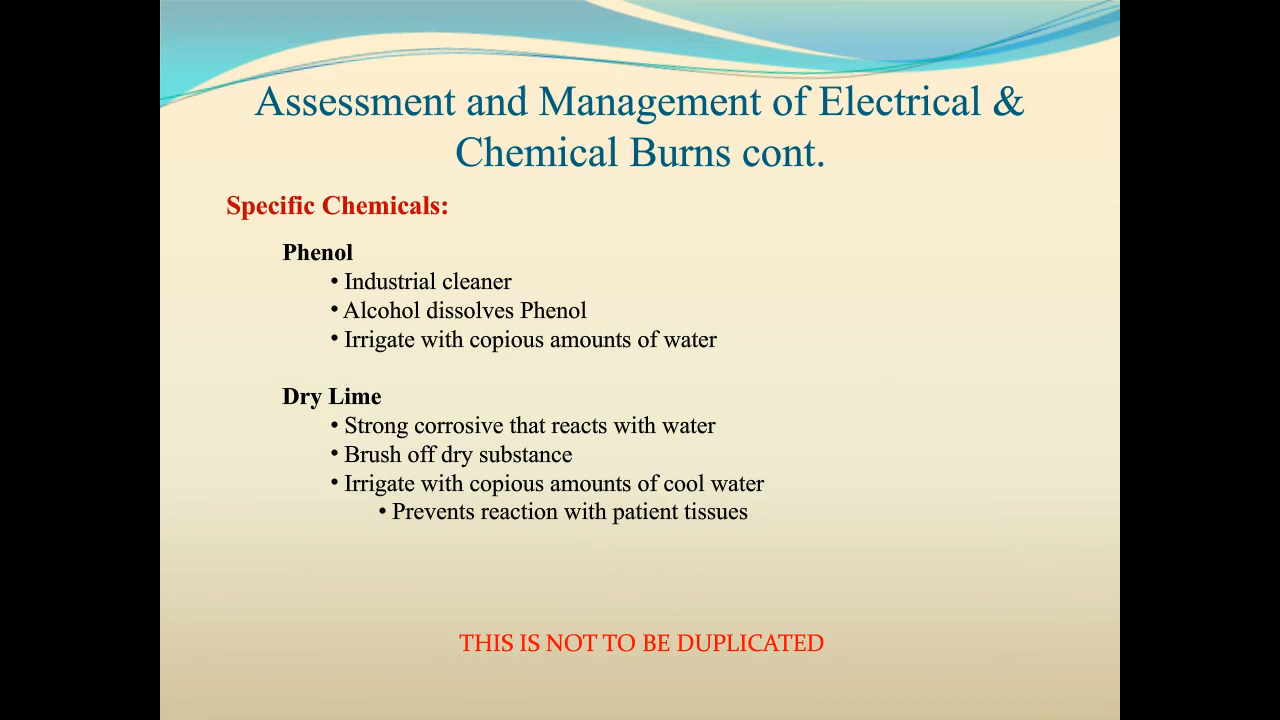 Assessment and Management of Electrical &
Chemical Burns cont.
Specific Chemicals:
Phenol
• Industrial cleaner
• Alcohol dissolves Phenol
• Irrigate with copious amounts of water
Dry Lime
• Strong corrosive that reacts with water
• Brush off dry substance
• Irrigate with copious amounts of cool water
• Prevents reaction with patient tissues
THIS IS NOT TO BE DUPLICATED